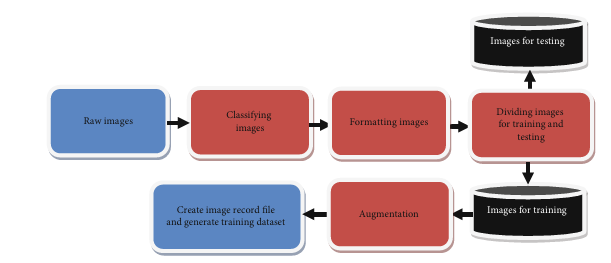 Images for testing
Raw images
Classifying
images
Formatting images
Dividing images
for training and
testing
Create image record file
and generate training dataset
Augmentation
Images for training